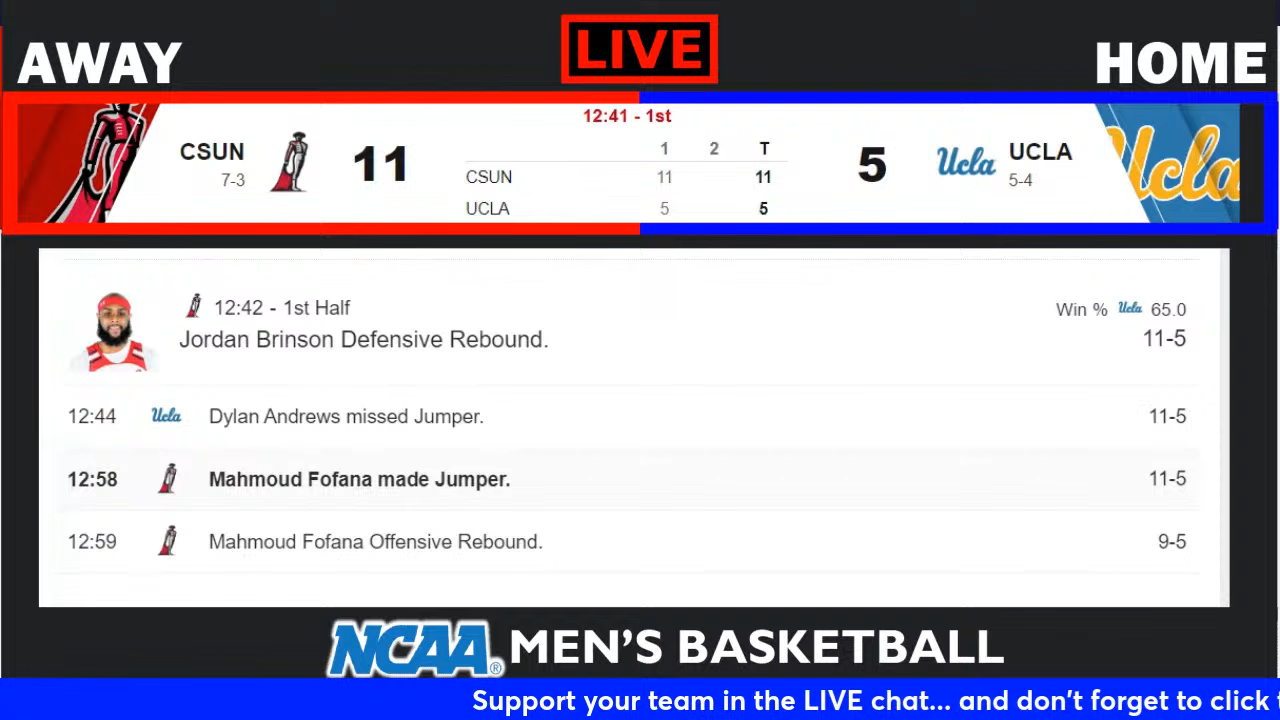 LIVE
AWAY
HOME
12:41 - 1st
CSUN
7-3
11
1 2 T
CSUN 11 11
UCLA 5 5
5
Ucla
UCLA
5-4
Ucla
12:42 - 1st Half
Win % Ucla 65.0
Jordan Brinson Defensive Rebound.
11-5
12:44 Ucla Dylan Andrews missed Jumper. 11-5
12:58 Mahmoud Fofana made Jumper. 11-5
12:59 Mahmoud Fofana Offensive Rebound. 9-5
NCAA® MEN'S BASKETBALL
Support your team in the LIVE chat... and don't forget to click